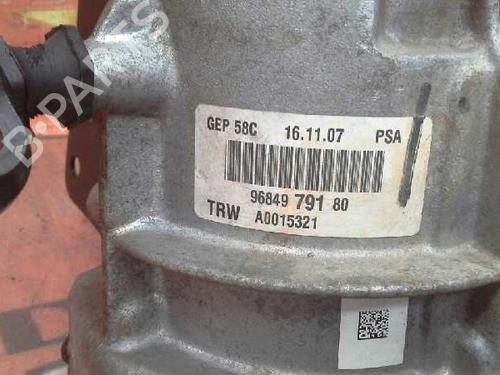 B PARTS
GEP 58C 16.11.07 PSA
96849 791 80
TRW A0015321